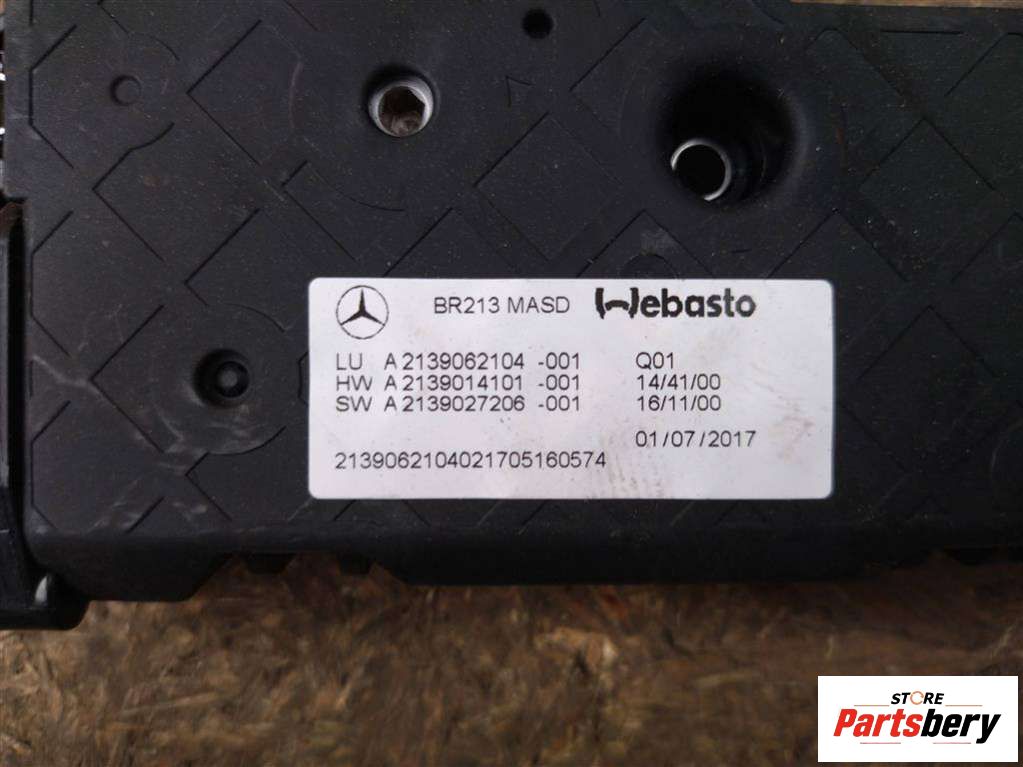 BR213 MASD Webasto
LU A 2139062104 -001 Q01
HW A 2139014101 -001 14/41/00
SW A 2139027206 -001 16/11/00
01/07/2017
2139062104021705160574
STORE
Partsbery